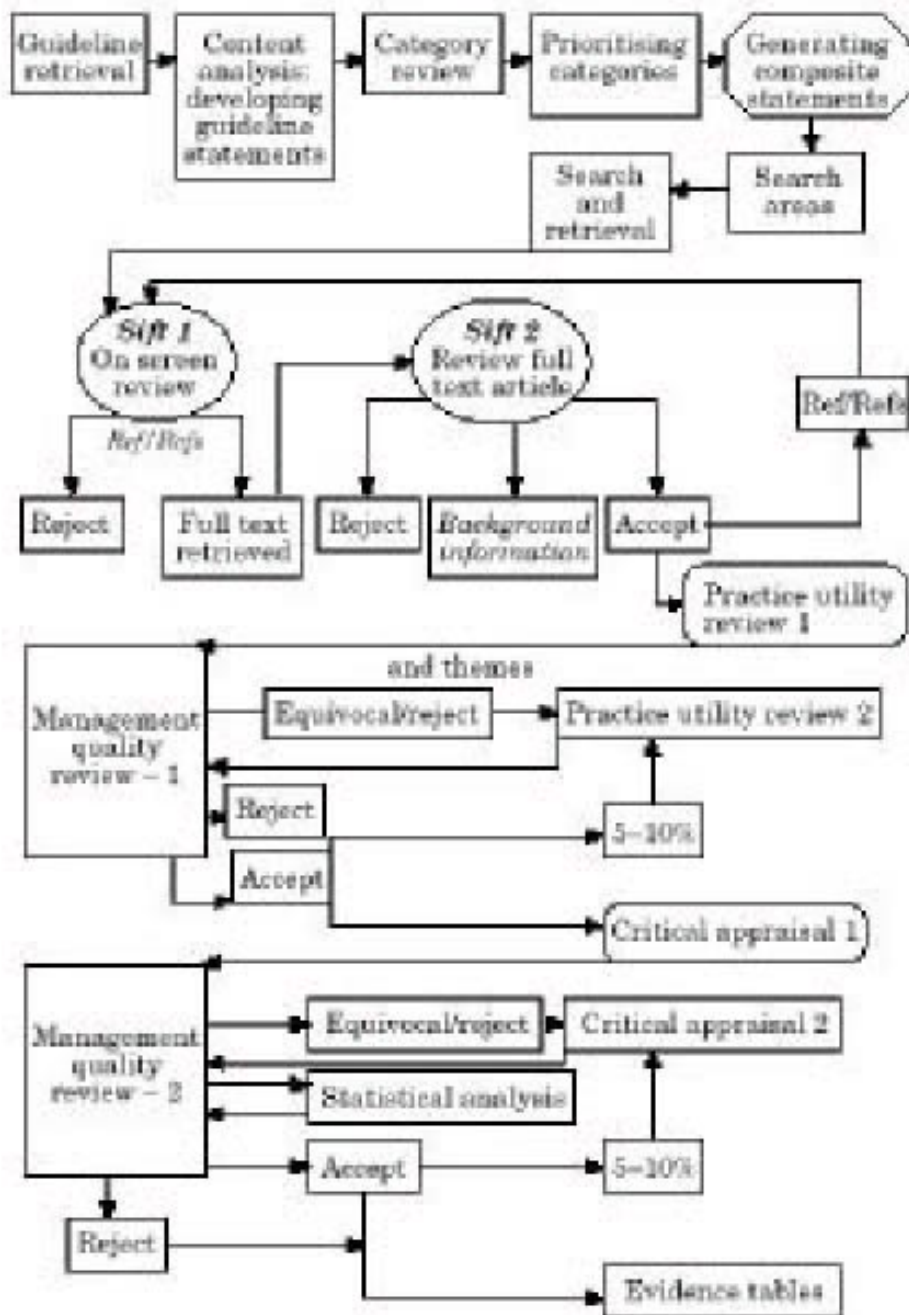 Guideline
retrieval
Content
analysis:
developing
guideline
statements
Category
review
Prioritising
categories
Generating
composite
statements
Search
and
retrieval
Search
areas
Sift 1
On screen
review
Sift 2
Review full
text article
Ref/Refs
Ref/Refs
Reject
Full text
retrieved
Reject
Background
information
Accept
Practice utility
review 1
and themes
Management
quality
review – 1
Equivocal/reject
Practice utility review 2
Reject
5–10%
Accept
Critical appraisal 1
Management
quality
review – 2
Equivocal/reject
Critical appraisal 2
Statistical analysis
Accept
5–10%
Reject
Evidence tables